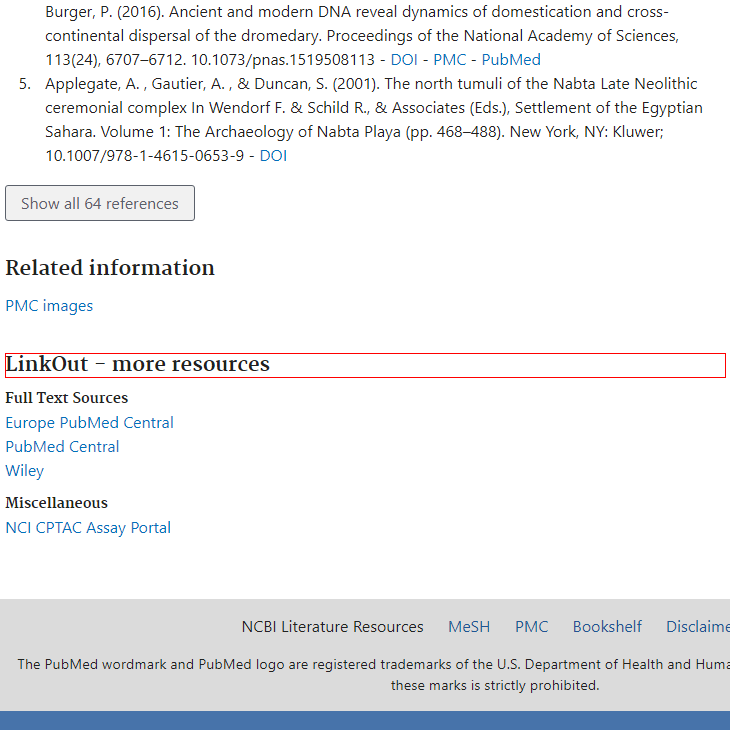 Burger, P. (2016). Ancient and modern DNA reveal dynamics of domestication and cross-
continental dispersal of the dromedary. Proceedings of the National Academy of Sciences,
113(24), 6707–6712. 10.1073/pnas.1519508113 - DOI - PMC - PubMed
5. Applegate, A. , Gautier, A. , & Duncan, S. (2001). The north tumuli of the Nabta Late Neolithic
ceremonial complex In Wendorf F. & Schild R., & Associates (Eds.), Settlement of the Egyptian
Sahara. Volume 1: The Archaeology of Nabta Playa (pp. 468–488). New York, NY: Kluwer;
10.1007/978-1-4615-0653-9 - DOI
Show all 64 references
Related information
PMC images
LinkOut – more resources
Full Text Sources
Europe PubMed Central
PubMed Central
Wiley
Miscellaneous
NCI CPTAC Assay Portal
NCBI Literature Resources MeSH PMC Bookshelf Disclaime
The PubMed wordmark and PubMed logo are registered trademarks of the U.S. Department of Health and Huma
these marks is strictly prohibited.